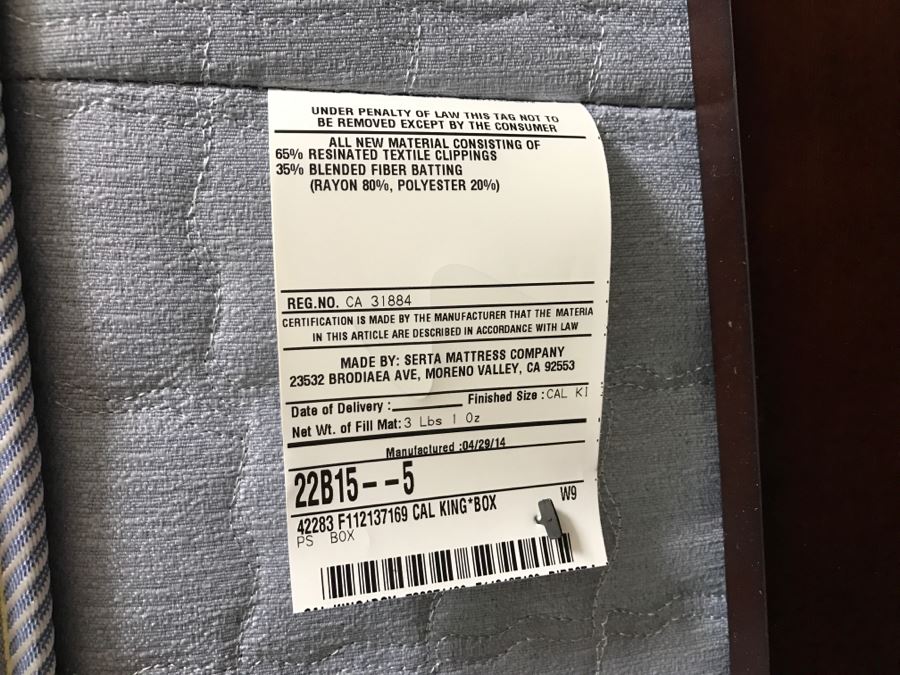 UNDER PENALTY OF LAW THIS TAG NOT TO
BE REMOVED EXCEPT BY THE CONSUMER
ALL NEW MATERIAL CONSISTING OF
65% RESINATED TEXTILE CLIPPINGS
35% BLENDED FIBER BATTING
(RAYON 80%, POLYESTER 20%)
REG.NO. CA 31884
CERTIFICATION IS MADE BY THE MANUFACTURER THAT THE MATERIA
IN THIS ARTICLE ARE DESCRIBED IN ACCORDANCE WITH LAW
MADE BY: SERTA MATTRESS COMPANY
23532 BRODIAEA AVE, MORENO VALLEY, CA 92553
Date of Delivery : Finished Size : CAL KI
Net Wt. of Fill Mat: 3 Lbs 1 Oz
Manufactured :04/29/14
22B15--5
W9
42283 F112137169 CAL KING*BOX
PS BOX